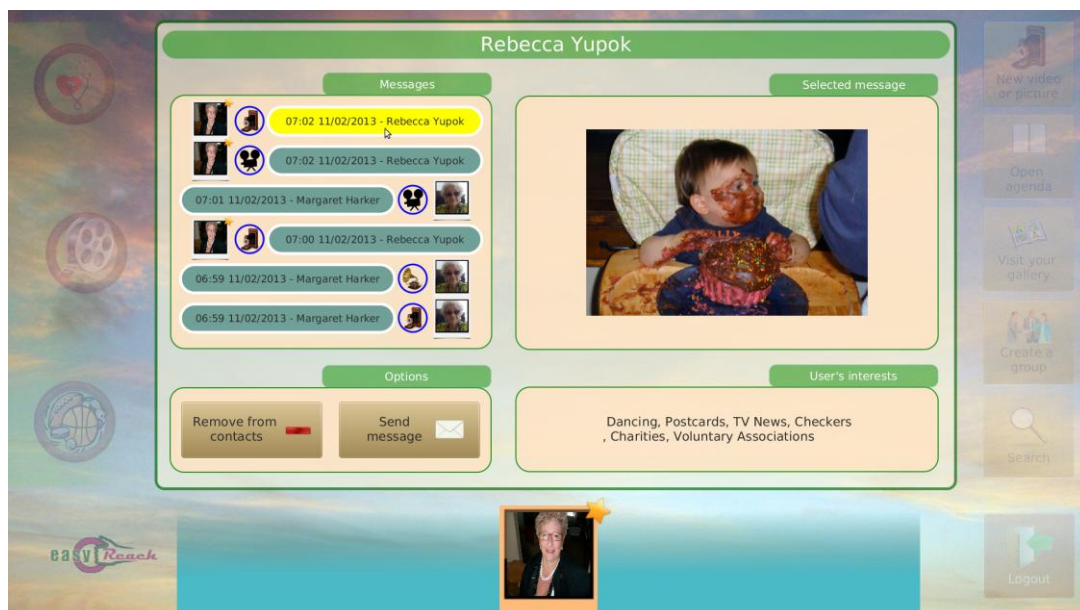 Rebecca Yupok
Messages
07:02 11/02/2013 - Rebecca Yupok
07:02 11/02/2013 - Rebecca Yupok
07:01 11/02/2013 - Margaret Harker
07:00 11/02/2013 - Rebecca Yupok
06:59 11/02/2013 - Margaret Harker
06:59 11/02/2013 - Margaret Harker
Selected message
Options
Remove from
contacts
Send
message
User's interests
Dancing, Postcards, TV News, Checkers
, Charities, Voluntary Associations
New video
or picture
Open
agenda
Visit your
gallery
Create a
group
Search
Logout
easyReach